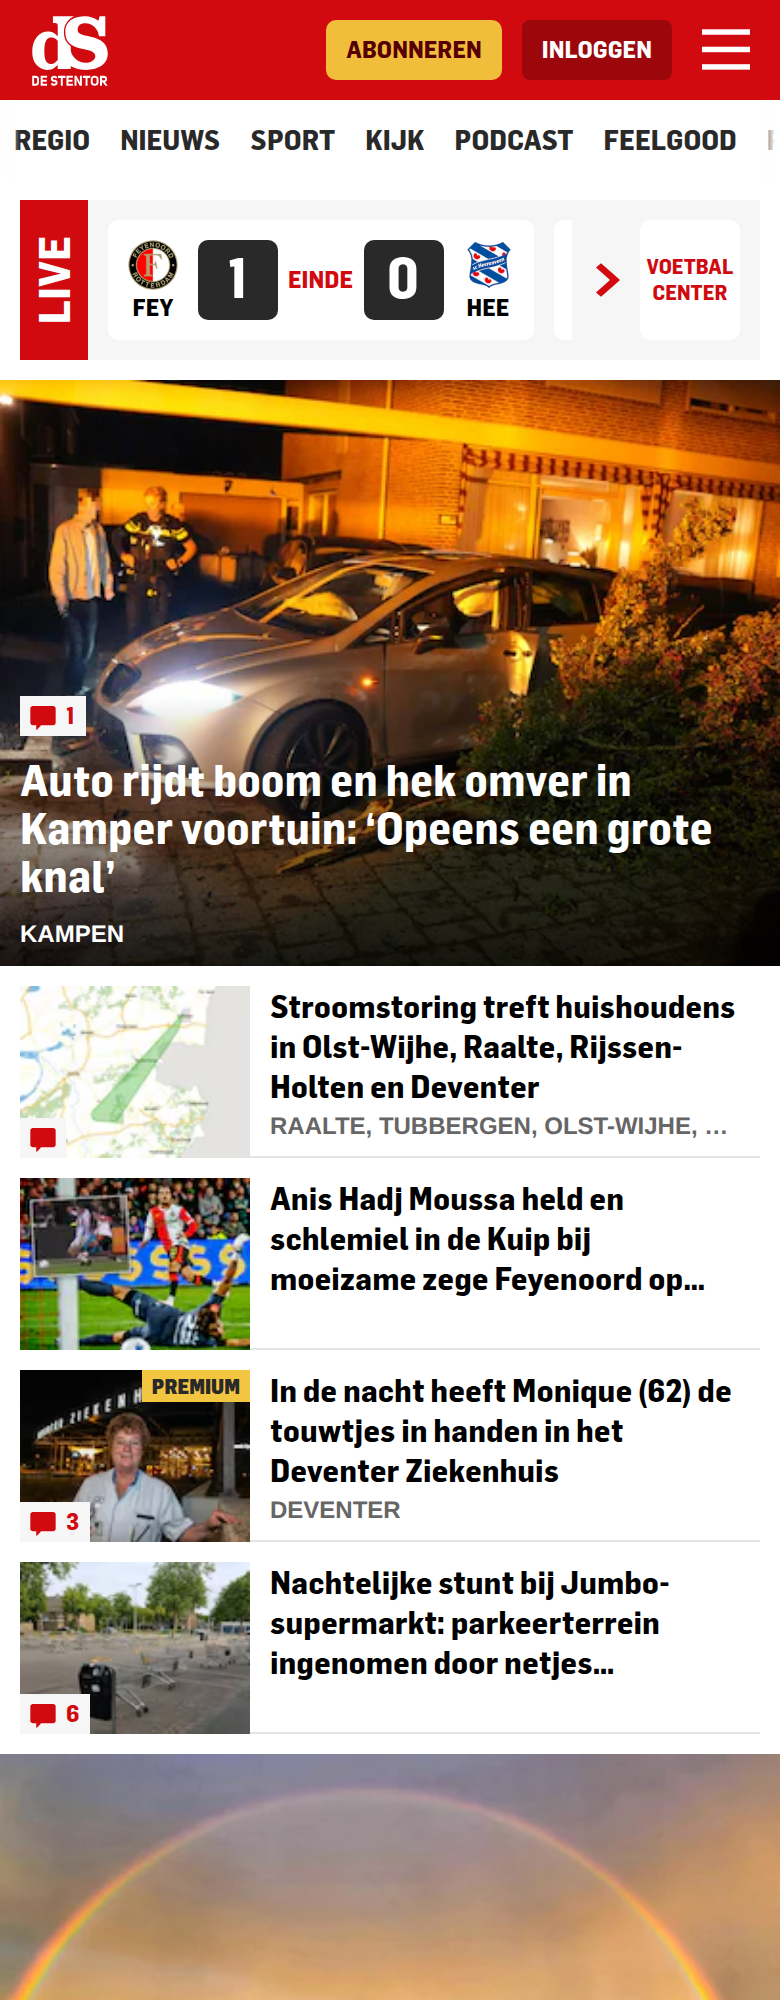 dS
DE STENTOR
ABONNEREN
INLOGGEN
REGIO NIEUWS SPORT KIJK PODCAST FEELGOOD
LIVE
FEY
1
EINDE
0
HEE
VOETBAL
CENTER
1
Auto rijdt boom en hek omver in
Kamper voortuin: ‘Opeens een grote
knal’
KAMPEN
Stroomstoring treft huishoudens
in Olst-Wijhe, Raalte, Rijssen-
Holten en Deventer
RAALTE, TUBBERGEN, OLST-WIJHE, …
Anis Hadj Moussa held en
schlemiel in de Kuip bij
moeizame zege Feyenoord op...
PREMIUM
3
In de nacht heeft Monique (62) de
touwtjes in handen in het
Deventer Ziekenhuis
DEVENTER
6
Nachtelijke stunt bij Jumbo-
supermarkt: parkeerterrein
ingenomen door netjes...